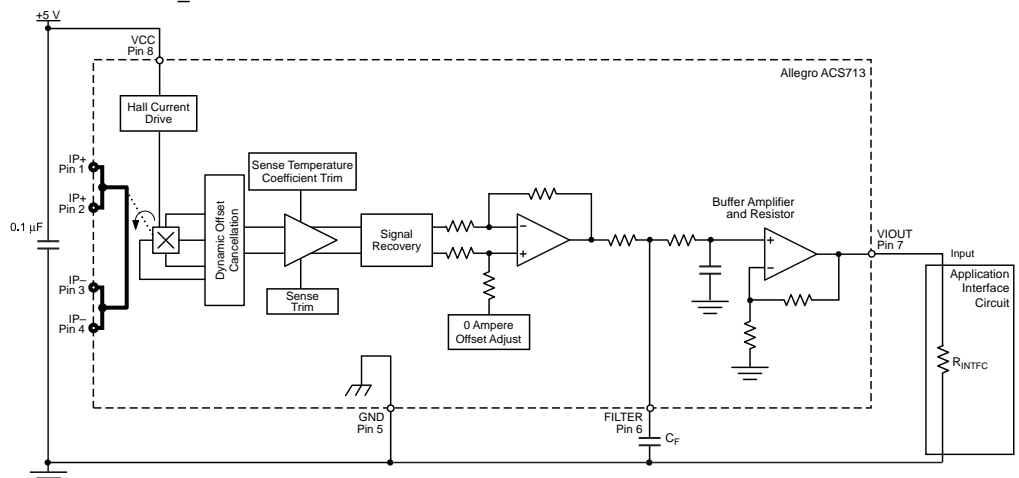 +5 V
VCC
Pin 8
Allegro ACS713
Hall Current
Drive
IP+
Pin 1
IP+
Pin 2
IP–
Pin 3
IP–
Pin 4
0.1 µF
Dynamic Offset
Cancellation
Sense Temperature
Coefficient Trim
Sense
Trim
Signal
Recovery
0 Ampere
Offset Adjust
Buffer Amplifier
and Resistor
VIOUT
Pin 7
Input
Application
Interface
Circuit
RINTFC
GND
Pin 5
FILTER
Pin 6
CF